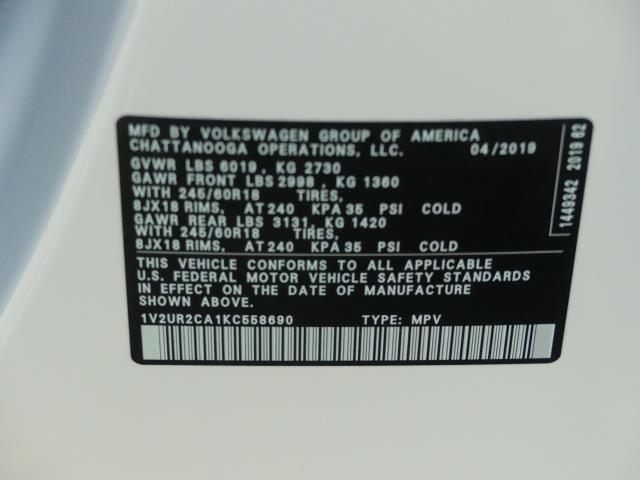 MFD BY VOLKSWAGEN GROUP OF AMERICA
CHATTANOOGA OPERATIONS, LLC. 04/2019
GVWR LBS 6019, KG 2730
GAWR FRONT LBS 2998, KG 1360
WITH 245/60R18 TIRES,
8JX18 RIMS, AT 240 KPA 35 PSI COLD
GAWR REAR LBS 3131, KG 1420
WITH 245/60R18 TIRES,
8JX18 RIMS, AT 240 KPA 35 PSI COLD
THIS VEHICLE CONFORMS TO ALL APPLICABLE
U.S. FEDERAL MOTOR VEHICLE SAFETY STANDARDS
IN EFFECT ON THE DATE OF MANUFACTURE
SHOWN ABOVE.
1V2UR2CA1KC558690 TYPE: MPV
1449342 2019 62